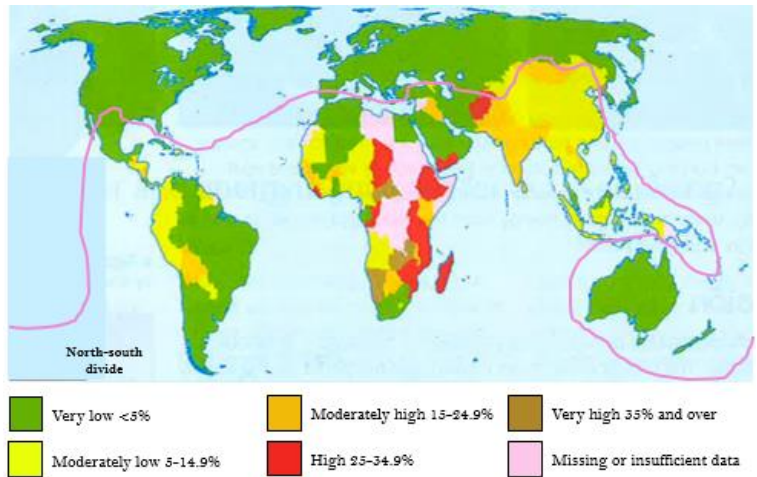 North-south
divide
Very low <5%
Moderately high 15-24.9%
Very high 35% and over
Moderately low 5-14.9%
High 25-34.9%
Missing or insufficient data